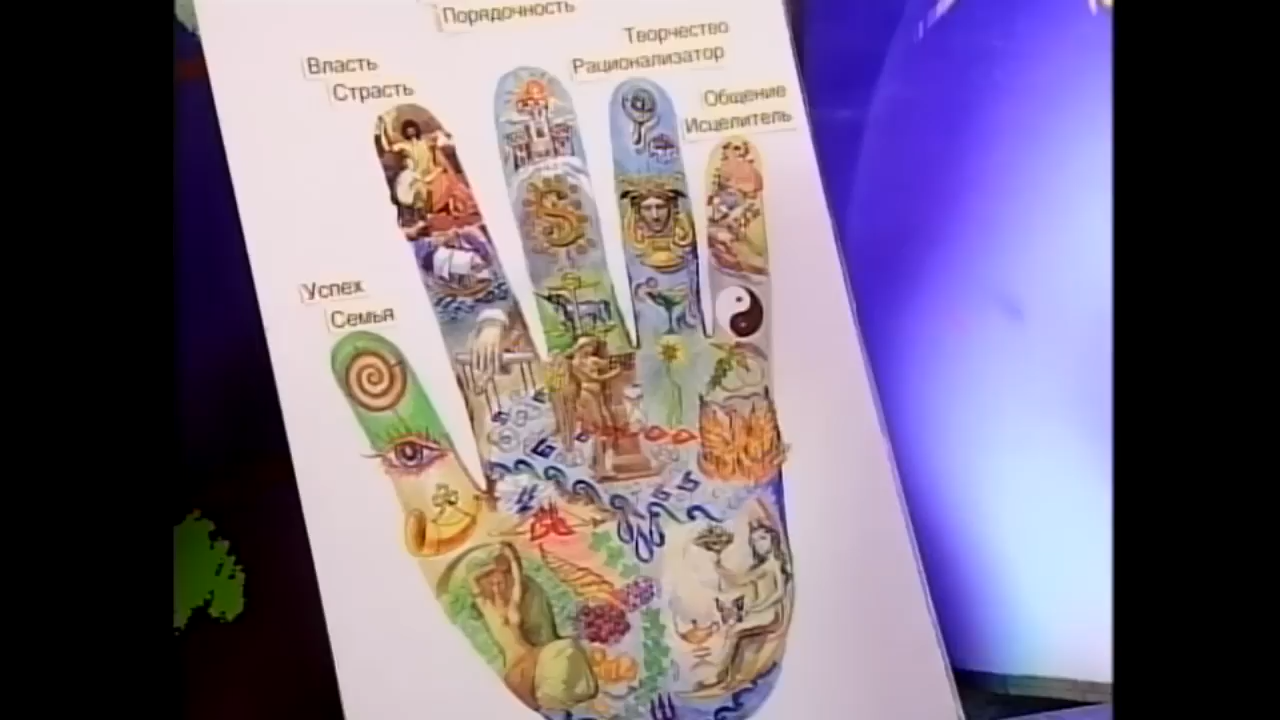 Порядочность
Творчество
Рационализатор
Власть
Страсть
Общение
Исцелитель
Успех
Семья
$